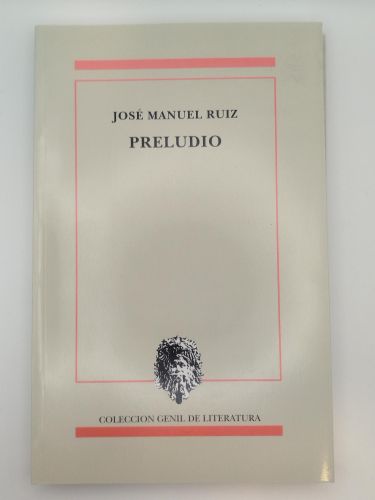 JOSÉ MANUEL RUIZ
PRELUDIO
COLECCION GENIL DE LITERATURA